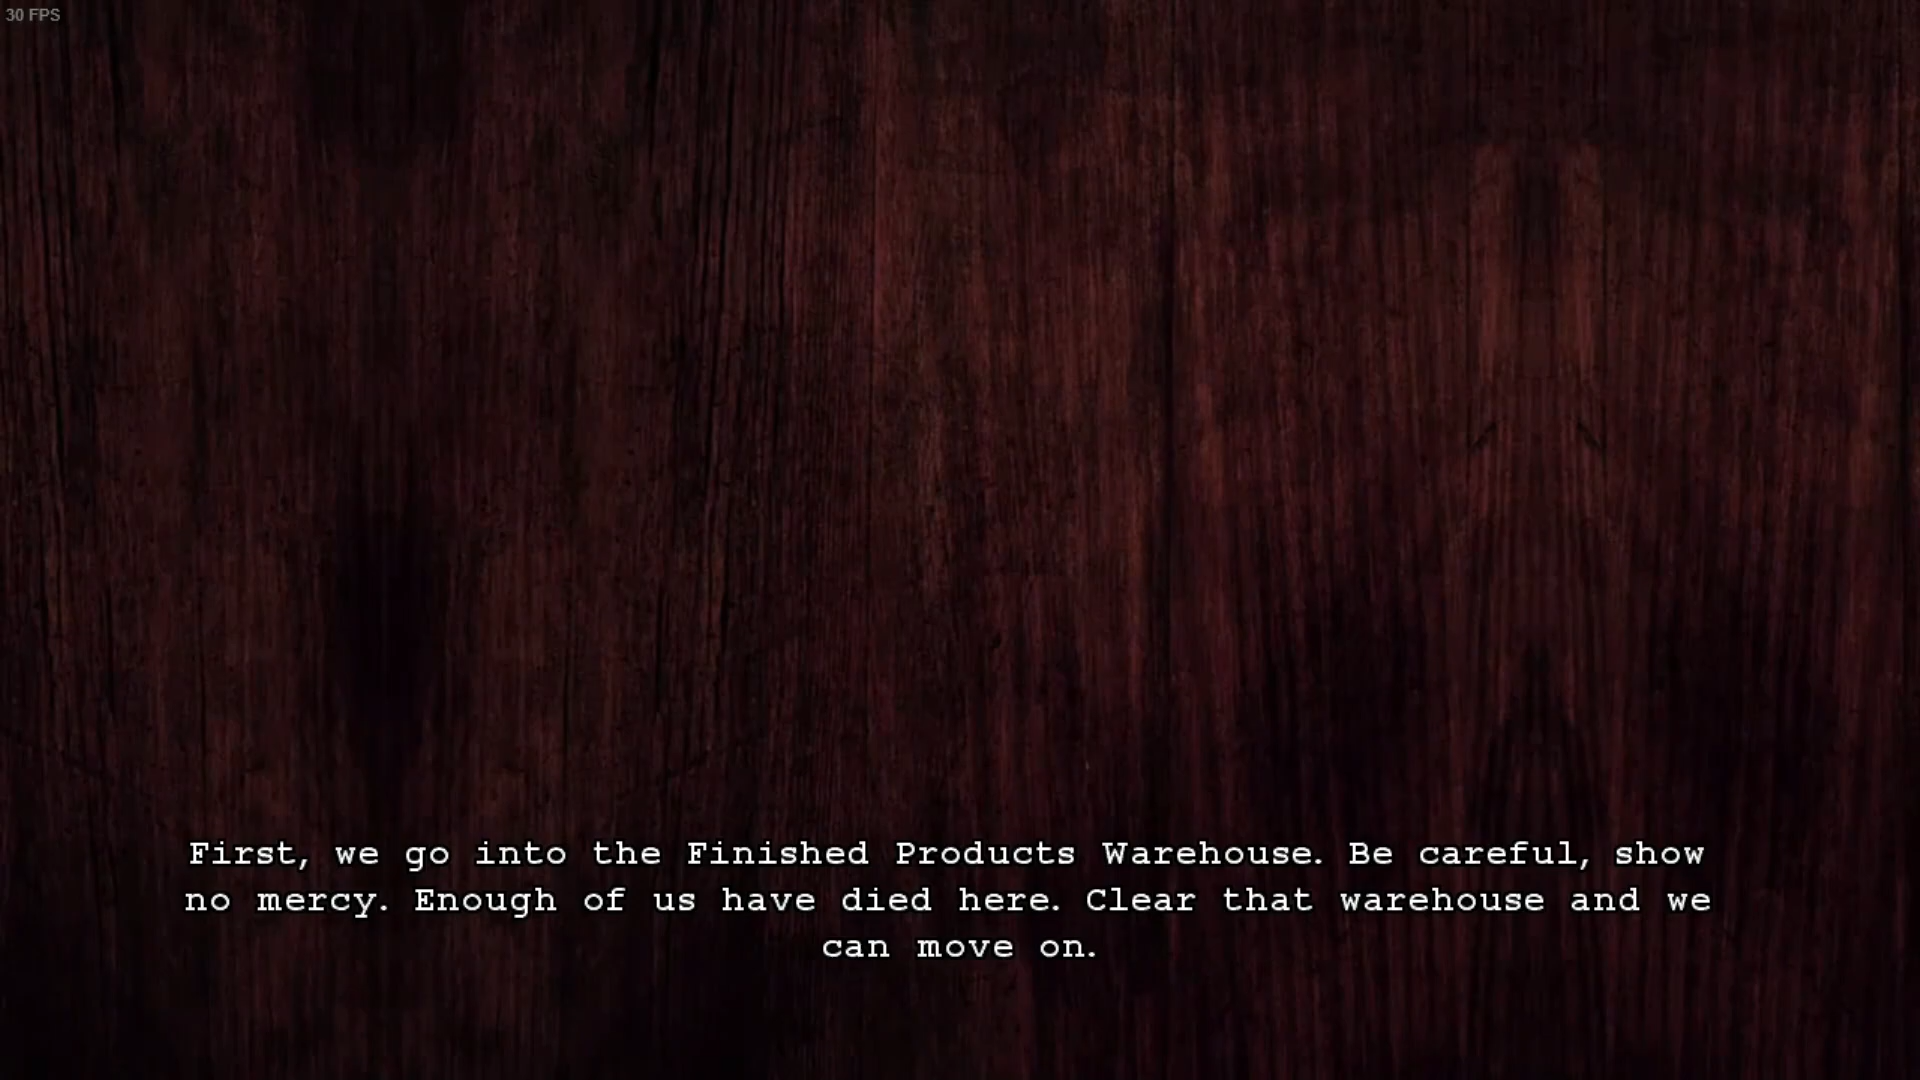 30 FPS
First, we go into the Finished Products Warehouse. Be careful, show
no mercy. Enough of us have died here. Clear that warehouse and we
can move on.